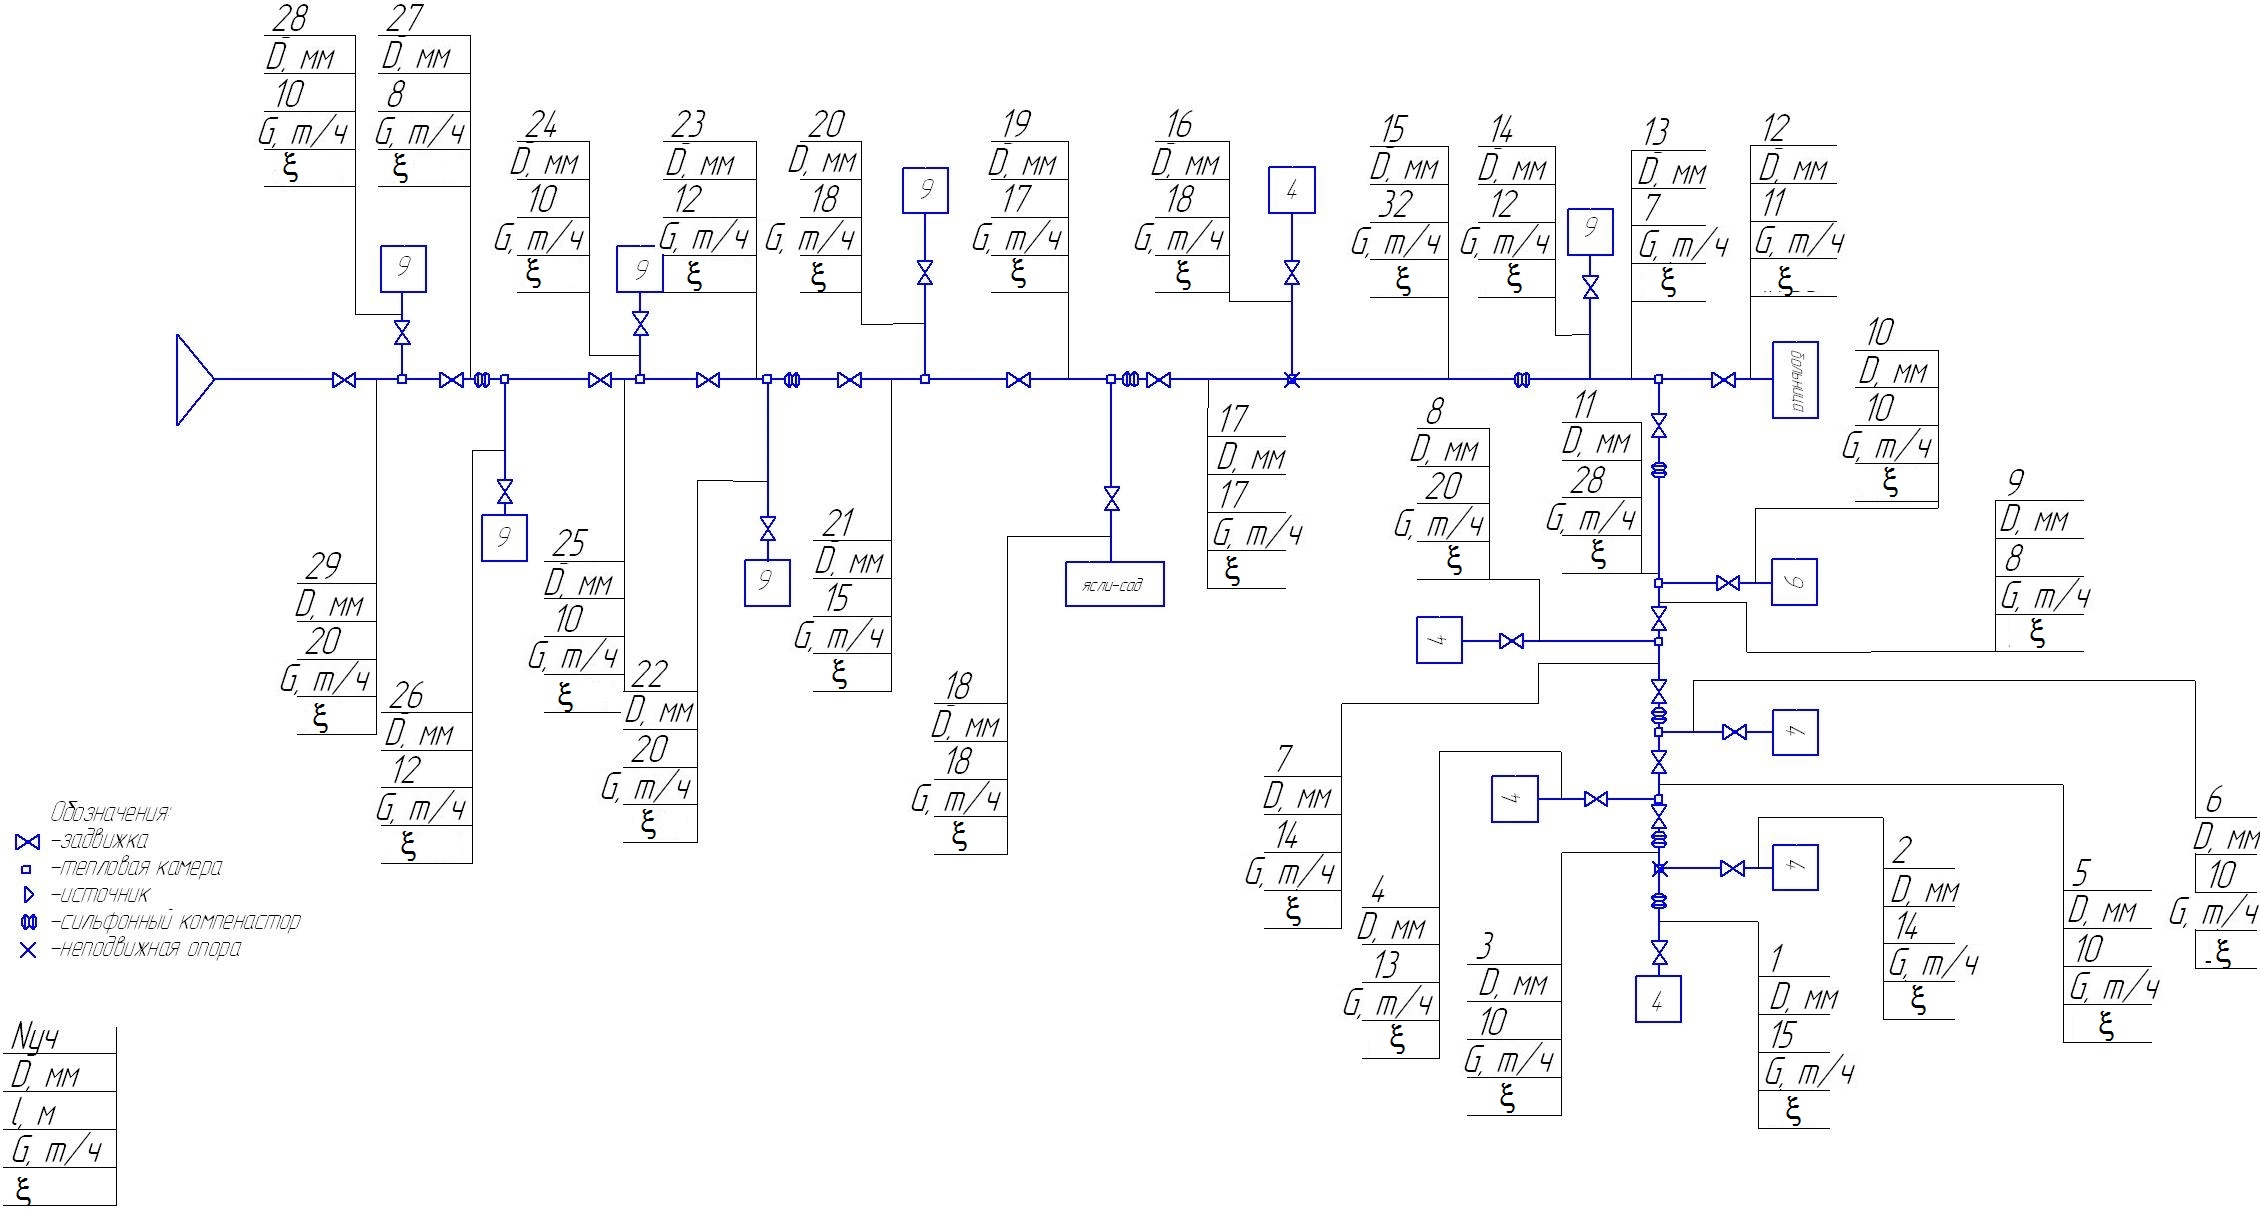 28
D, мм
10
G, т/ч
ξ
27
D, мм
8
G, т/ч
ξ
24
D, мм
10
G, т/ч
ξ
23
D, мм
12
G, т/ч
ξ
20
D, мм
18
G, т/ч
ξ
19
D, мм
17
G, т/ч
ξ
16
D, мм
18
G, т/ч
ξ
15
D, мм
32
G, т/ч
ξ
14
D, мм
12
G, т/ч
ξ
13
D, мм
7
G, т/ч
ξ
12
D, мм
11
G, т/ч
ξ
9
9
9
4
9
больница
10
D, мм
10
G, т/ч
ξ
17
D, мм
17
G, т/ч
ξ
8
D, мм
20
G, т/ч
ξ
11
D, мм
28
G, т/ч
ξ
9
D, мм
8
G, т/ч
ξ
9
9
ясли-сад
9
4
29
D, мм
20
G, т/ч
ξ
26
D, мм
12
G, т/ч
ξ
25
D, мм
10
G, т/ч
ξ
22
D, мм
20
G, т/ч
ξ
21
D, мм
15
G, т/ч
ξ
18
D, мм
18
G, т/ч
ξ
7
D, мм
14
G, т/ч
ξ
4
4
4
4
4
D, мм
13
G, т/ч
ξ
3
D, мм
10
G, т/ч
ξ
1
D, мм
15
G, т/ч
ξ
2
D, мм
14
G, т/ч
ξ
5
D, мм
10
G, т/ч
ξ
6
D, мм
10
G, т/ч
ξ
Обозначения:
-задвижка
-тепловая камера
-источник
-сильфонный компенастор
-неподвижная опора
Nуч
D, мм
l, м
G, т/ч
ξ